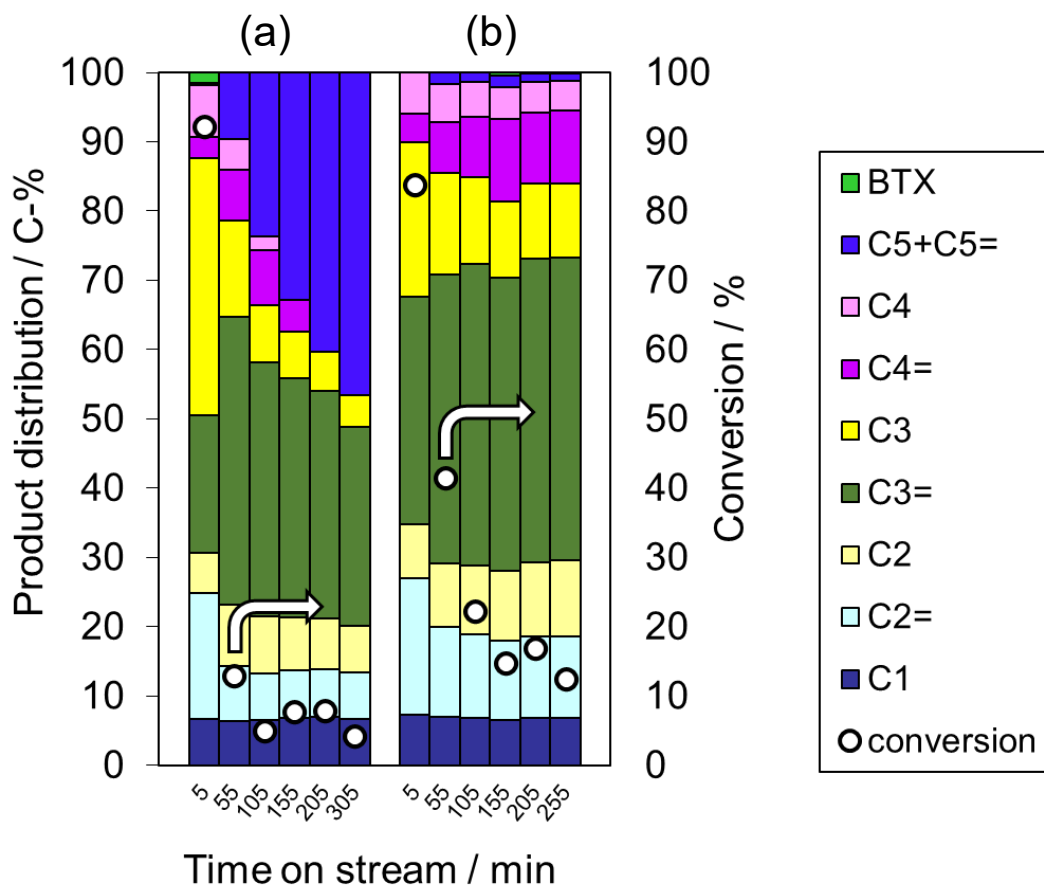 (a) (b)
Product distribution / C-%
100
90
80
70
60
50
40
30
20
10
0
5 55 105 155 205 305
5 55 105 155 205 255
Time on stream / min
100
90
80
70
60
50
40
30
20
10
0
Conversion / %
BTX
C5+C5=
C4
C4=
C3
C3=
C2
C2=
C1
conversion